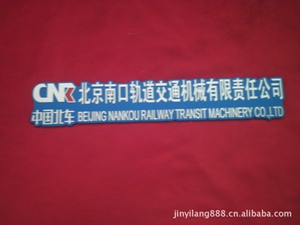 CNR 北京南口轨道交通机械有限责任公司
中国北车 BEIJING NANKOU RAILWAY TRANSIT MACHINERY CO.,LTD
jinyilang888.cn.alibaba.com